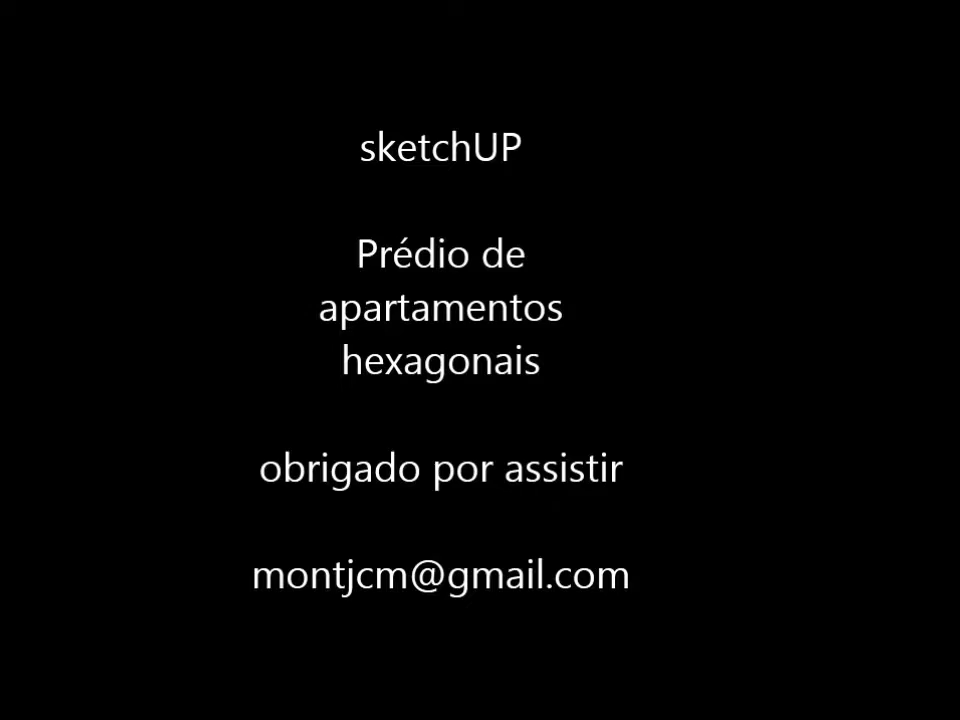 sketchUP
Prédio de
apartamentos
hexagonais
obrigado por assistir
montjcm@gmail.com